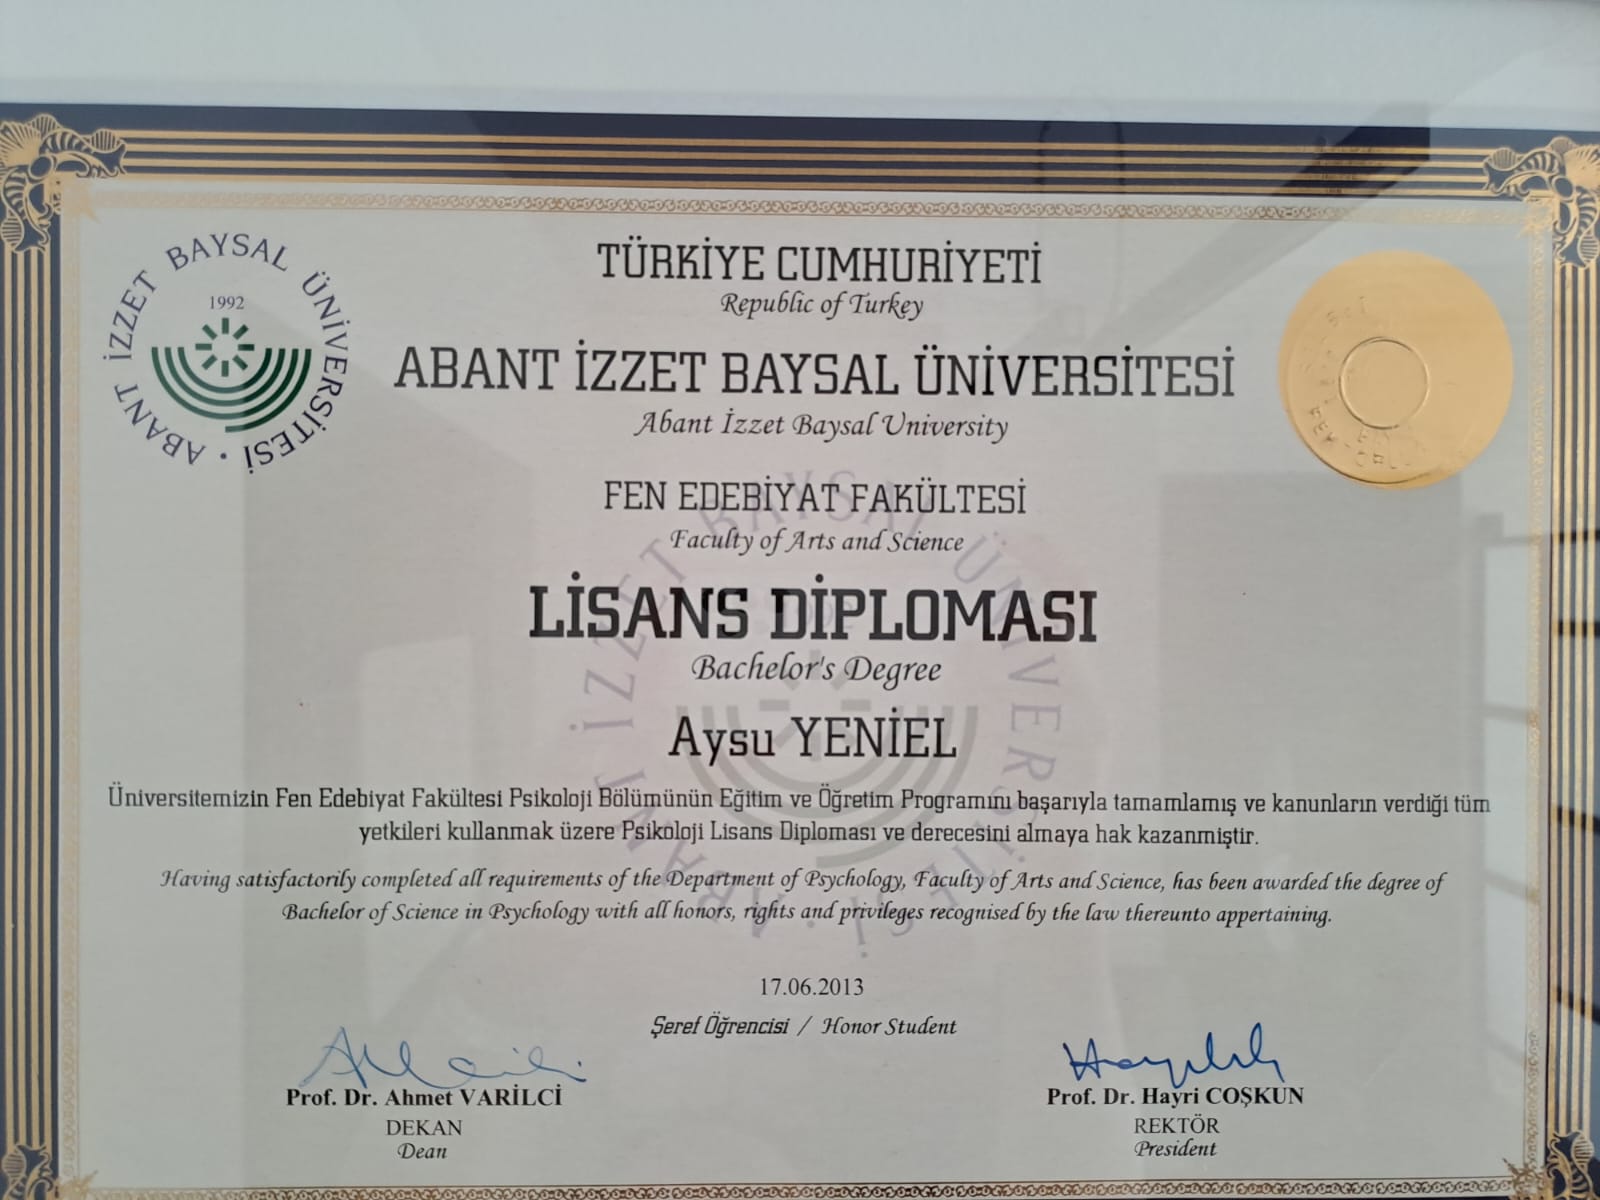 ABANT İZZET BAYSAL ÜNİVERSİTESİ
1992
TÜRKİYE CUMHURİYETİ
Republic of Turkey
ABANT İZZET BAYSAL ÜNİVERSİTESİ
Abant İzzet Baysal University
FEN EDEBİYAT FAKÜLTESİ
Faculty of Arts and Science
LİSANS DİPLOMASI
Bachelor's Degree
Aysu YENİEL
Üniversitemizin Fen Edebiyat Fakültesi Psikoloji Bölümünün Eğitim ve Öğretim Programını başarıyla tamamlamış ve kanunların verdiği tüm
yetkileri kullanmak üzere Psikoloji Lisans Diploması ve derecesini almaya hak kazanmıştır.
Having satisfactorily completed all requirements of the Department of Psychology, Faculty of Arts and Science, has been awarded the degree of
Bachelor of Science in Psychology with all honors, rights and privileges recognised by the law thereunto appertaining.
17.06.2013
Şeref Öğrencisi / Honor Student
Prof. Dr. Ahmet VARİLCİ
DEKAN
Dean
Prof. Dr. Hayri COŞKUN
REKTÖR
President